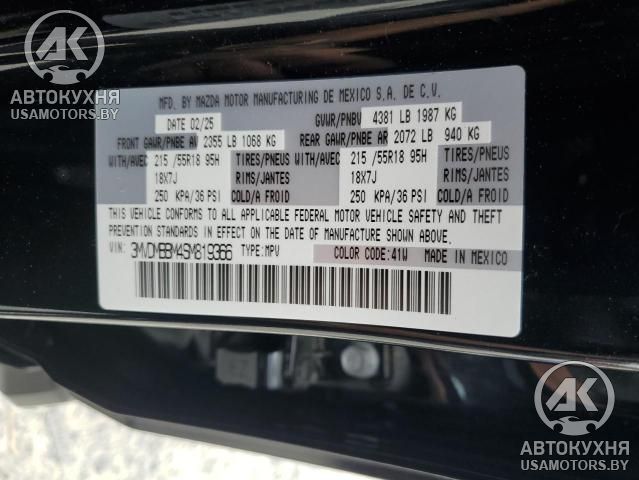 AK
АВТОКУХНЯ
USAMOTORS.BY
MFD. BY MAZDA MOTOR MANUFACTURING DE MEXICO S.A. DE C.V.
DATE 02/25 GVWR/PNBV 4381 LB 1987 KG
FRONT GAWR/PNBE AV 2355 LB 1068 KG REAR GAWR/PNBE AR 2072 LB 940 KG
WITH/AVEC 215 /55R18 95H TIRES/PNEUS WITH/AVEC 215 /55R18 95H TIRES/PNEUS
18X7J RIMS/JANTES 18X7J RIMS/JANTES
250 KPA/36 PSI COLD/A FROID 250 KPA/36 PSI COLD/A FROID
THIS VEHICLE CONFORMS TO ALL APPLICABLE FEDERAL MOTOR VEHICLE SAFETY AND THEFT
PREVENTION STANDARDS IN EFFECT ON THE DATE OF MANUFACTURE SHOWN ABOVE.
VIN: 3MVDMBBM4SM819366 TYPE:MPV COLOR CODE:41W MADE IN MEXICO
AK
АВТОКУХНЯ
USAMOTORS.BY